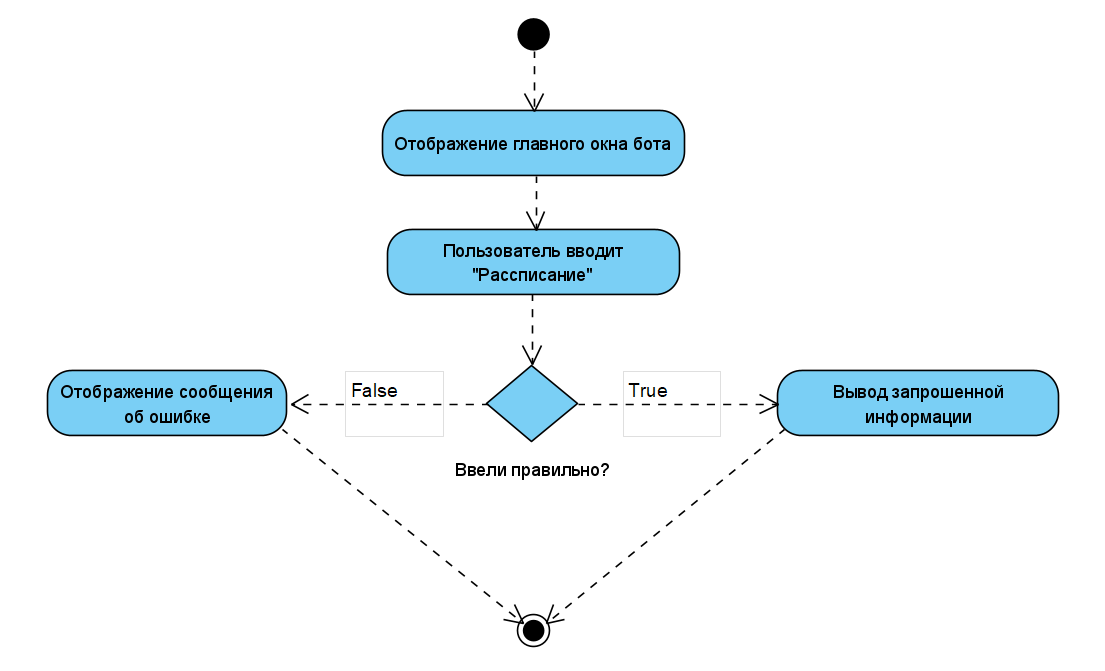 Отображение главного окна бота
Пользователь вводит
"Рассписание"
Отображение сообщения
об ошибке
False
True
Вывод запрошенной
информации
Ввели правильно?